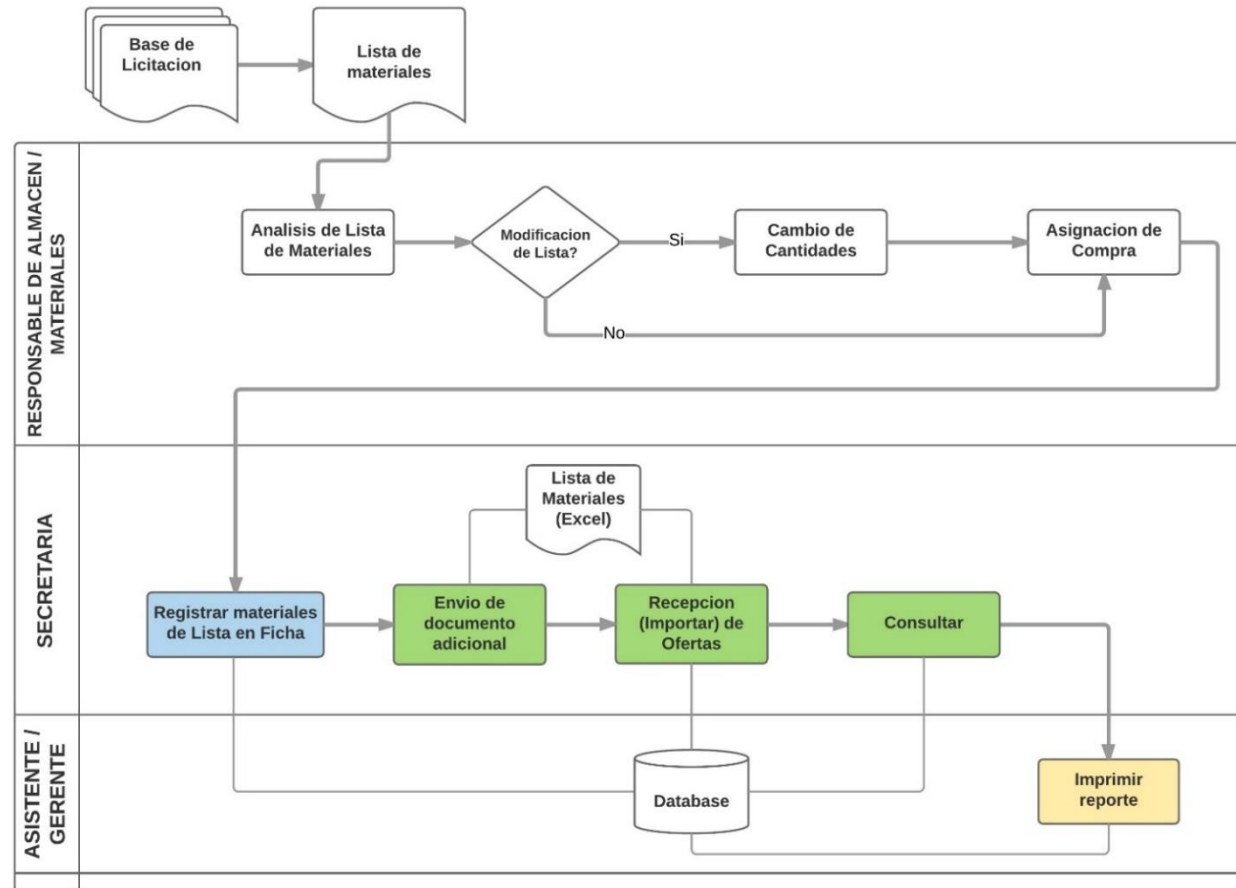 Base de
Licitacion
Lista de
materiales
RESPONSABLE DE ALMACEN /
MATERIALES
Analisis de Lista
de Materiales
Modificacion
de Lista?
Si
Cambio de
Cantidades
Asignacion de
Compra
No
SECRETARIA
Lista de
Materiales
(Excel)
Registrar materiales
de Lista en Ficha
Envio de
documento
adicional
Recepcion
(Importar) de
Ofertas
Consultar
ASISTENTE /
GERENTE
Database
Imprimir
reporte